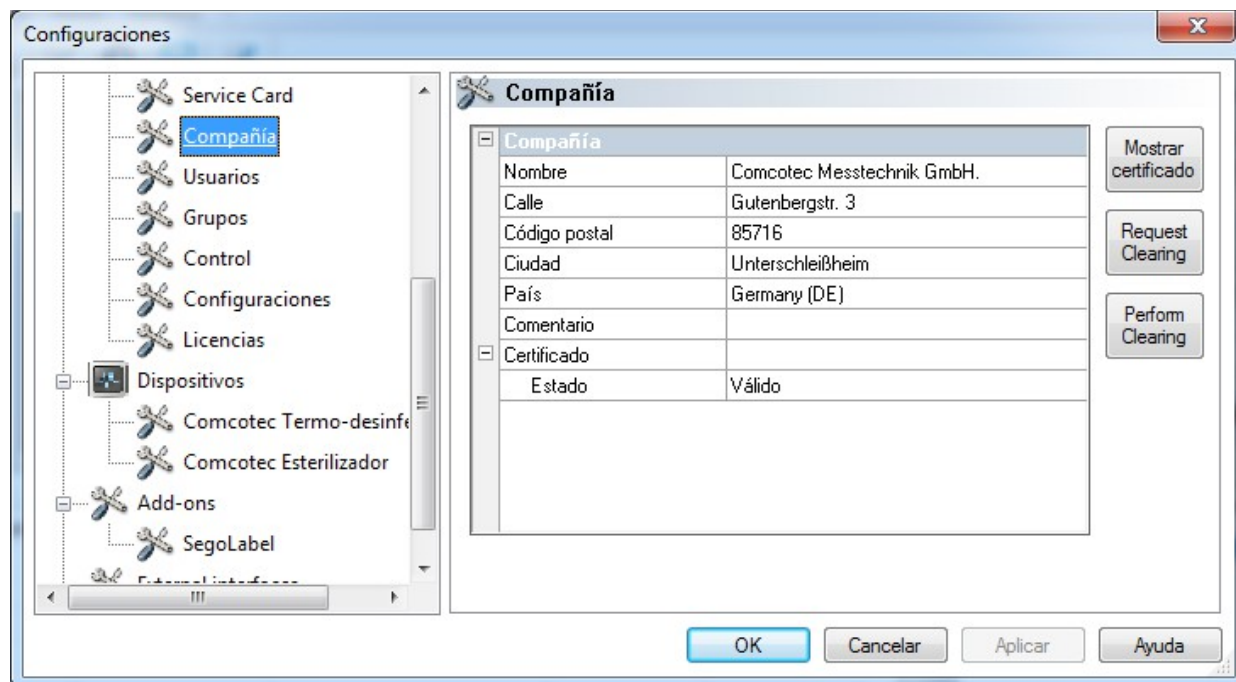 Configuraciones
Service Card
Compañía
Usuarios
Grupos
Control
Configuraciones
Licencias
Dispositivos
Comcotec Termo-desinfe
Comcotec Esterilizador
Add-ons
SegoLabel
External interfaces
Compañía
Compañía
Nombre Comcotec Messtechnik GmbH.
Calle Gutenbergstr. 3
Código postal 85716
Ciudad Unterschleißheim
País Germany (DE)
Comentario
Certificado
Estado Válido
Mostrar
certificado
Request
Clearing
Perform
Clearing
OK Cancelar Aplicar Ayuda